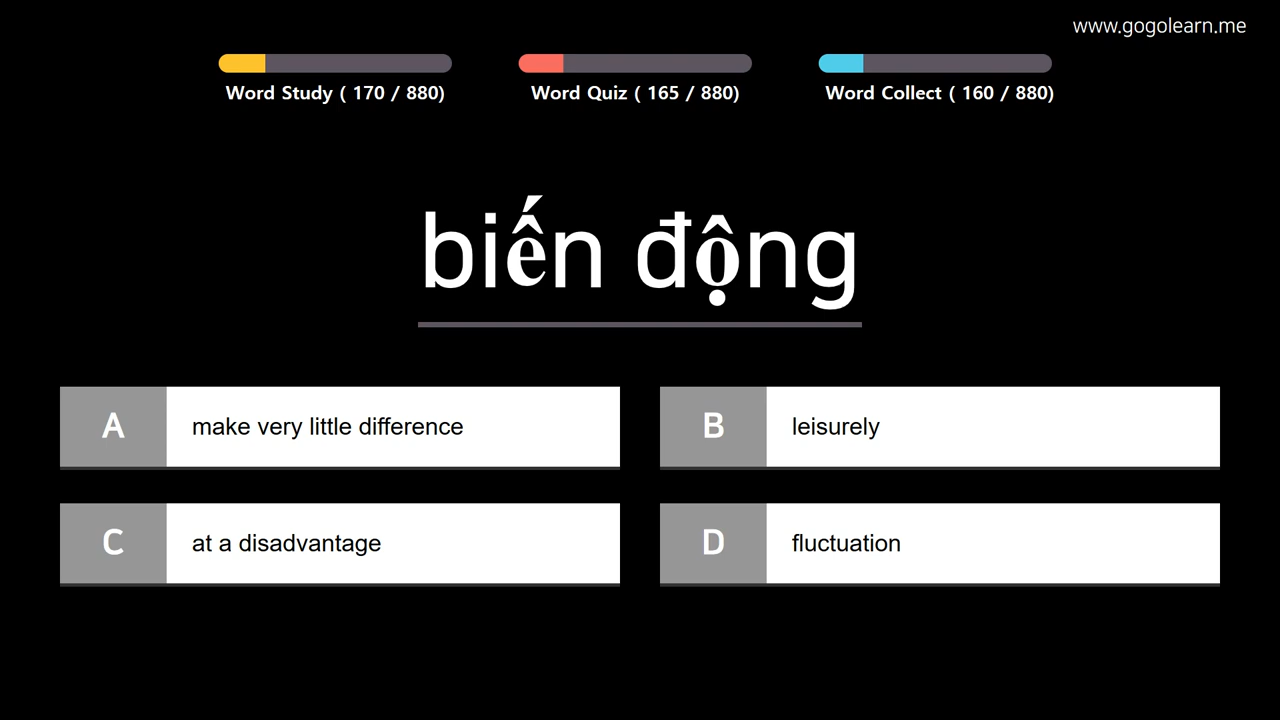 www.gogolearn.me
Word Study ( 170 / 880)
Word Quiz ( 165 / 880)
Word Collect ( 160 / 880)
biến động
A
make very little difference
B
leisurely
C
at a disadvantage
D
fluctuation